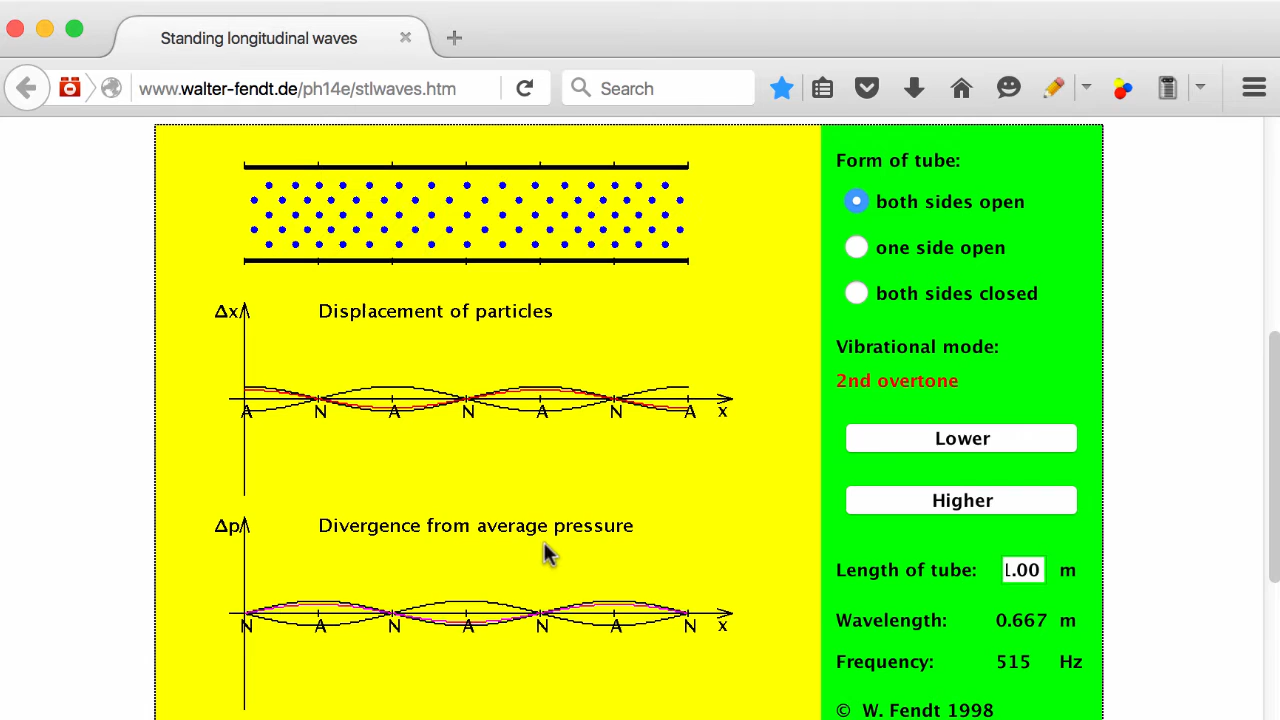 Standing longitudinal waves
www.walter-fendt.de/ph14e/stlwaves.htm
Search
Form of tube:
both sides open
one side open
both sides closed
Δx
Displacement of particles
A N A N A N A x
Vibrational mode:
2nd overtone
Lower
Higher
Δp
Divergence from average pressure
N A N A N A N x
Length of tube: 1.00 m
Wavelength: 0.667 m
Frequency: 515 Hz
© W. Fendt 1998